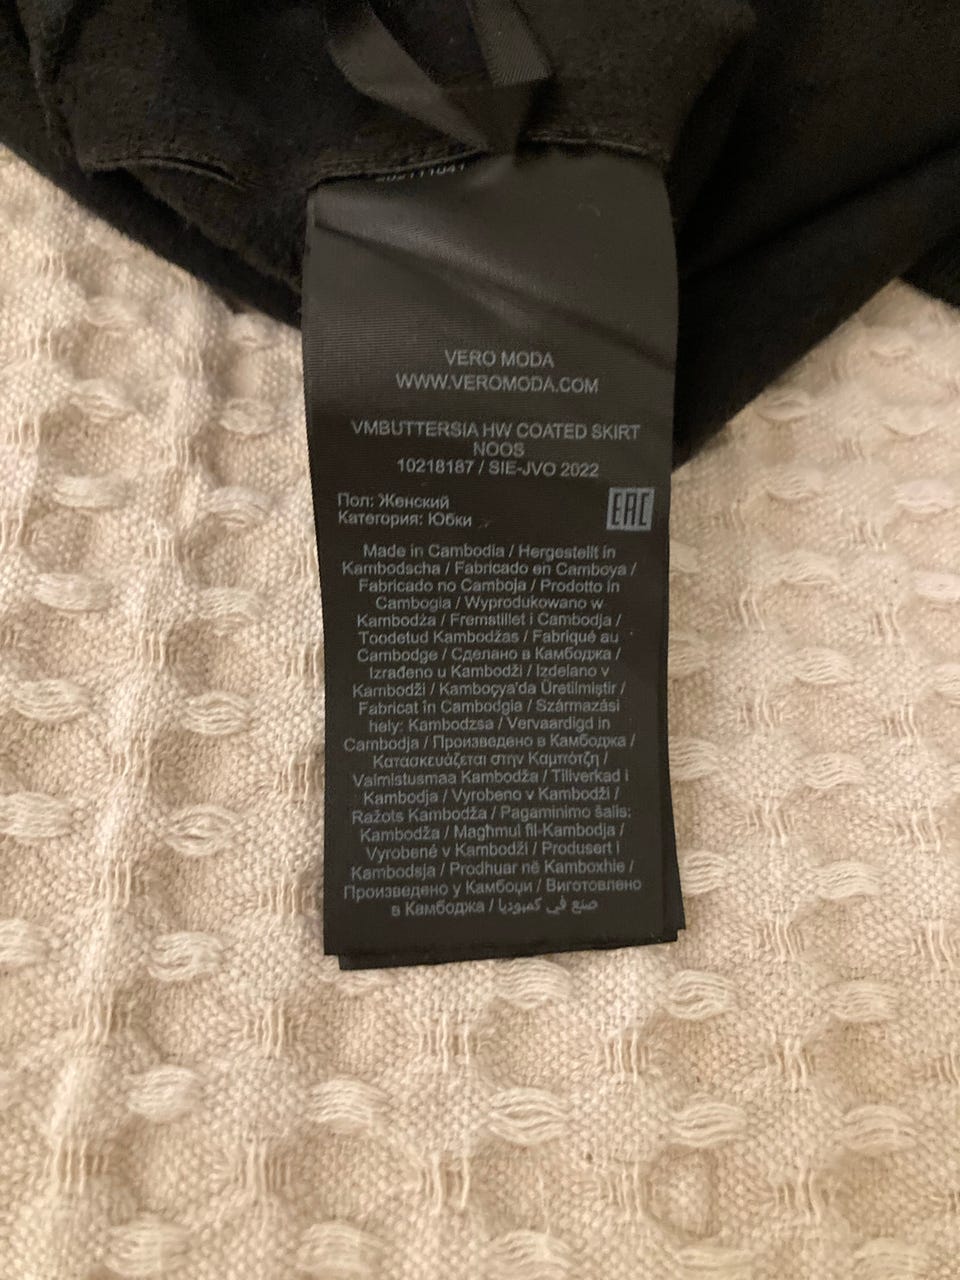 VERO MODA
WWW.VEROMODA.COM
VMBUTTERSIA HW COATED SKIRT
NOOS
10218187 / SIE-JVO 2022
Пол: Женский
Категория: Юбки
EAC
Made in Cambodia / Hergestellt in
Kambodscha / Fabricado en Camboya /
Fabricado no Camboja / Prodotto in
Cambogia / Wyprodukowano w
Kambodża / Fremstillet i Cambodja /
Toodetud Kambodžas / Fabriqué au
Cambodge / Сделано в Камбоджа /
Izrađeno u Kambodži / Izdelano v
Kambodži / Kamboçya'da Üretilmiştir /
Fabricat în Cambodgia / Származási
hely: Kambodzsa / Vervaardigd in
Cambodja / Произведено в Камбоджа /
Κατασκευάζεται στην Καμπότζη /
Valmistusmaa Kambodža / Tillverkad i
Kambodja / Vyrobeno v Kambodži /
Ražots Kambodža / Pagaminimo šalis:
Kambodža / Magħmul fil-Kambodja /
Vyrobené v Kambodži / Produsert i
Kambodsja / Prodhuar në Kamboxhie /
Произведено у Камбоџи / Виготовлено
в Камбоджа / صنع في كمبوديا